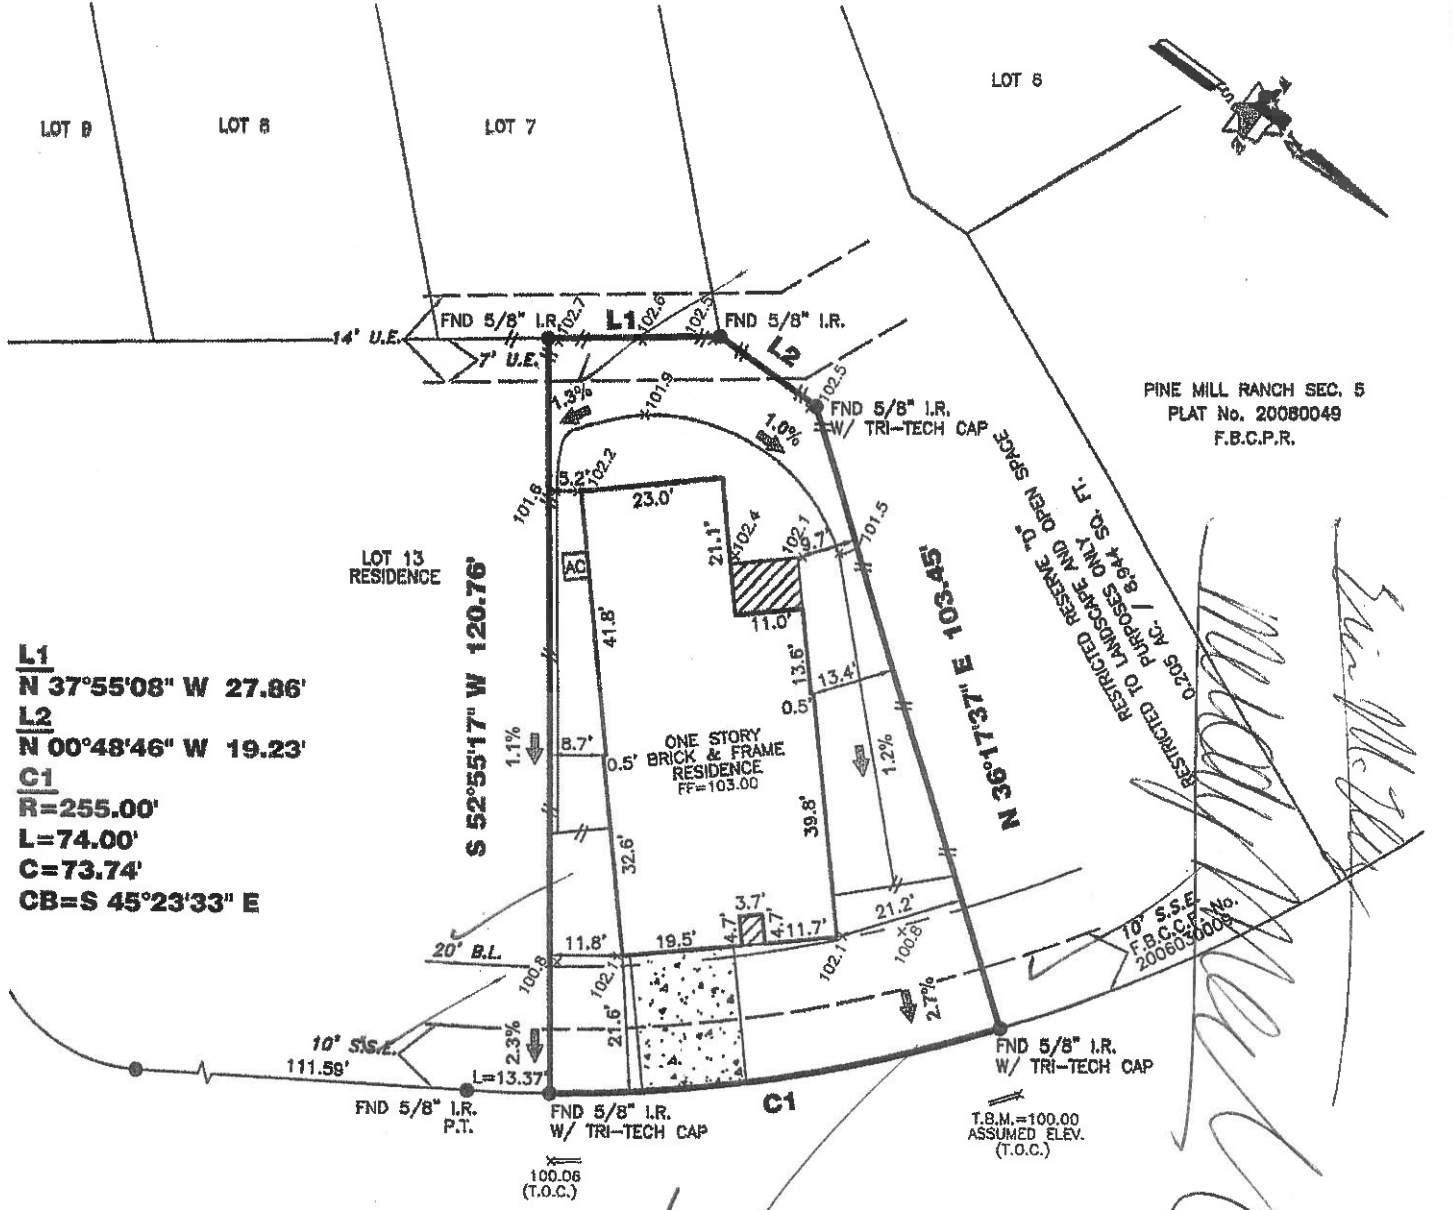 LOT 6
LOT 9
LOT 8
LOT 7
FND 5/8" I.R.
102.7
L1
102.6
102.5
FND 5/8" I.R.
14' U.E.
7' U.E.
L2
102.5
1.3%
101.9
1.0%
FND 5/8" I.R.
W/ TRI-TECH CAP
PINE MILL RANCH SEC. 5
PLAT No. 20080049
F.B.C.P.R.
5.2'
102.2
101.6
23.0'
21.1'
102.4
102.1
9.7'
101.5
RESTRICTED RESERVE "D"
RESTRICTED TO LANDSCAPE AND OPEN SPACE
PURPOSES ONLY
0.205 AC. / 8,944 SQ. FT.
LOT 13
RESIDENCE
AC
S 52°55'17" W 120.76'
41.8'
11.0'
13.6'
13.4'
0.5'
N 36°17'37" E 103.45'
L1
N 37°55'08" W 27.86'
L2
N 00°48'46" W 19.23'
C1
R=255.00'
L=74.00'
C=73.74'
CB=S 45°23'33" E
1.1%
8.7'
0.5'
ONE STORY
BRICK & FRAME
RESIDENCE
FF=103.00
1.2%
39.8'
32.6'
3.7'
4.7'
4.7'
11.7'
21.2'
20' B.L.
11.8'
19.5'
100.8
102.1
102.1
100.8
10' S.S.E.
F.B.C.C.F. No.
2006030009
21.6'
2.7%
2.3%
10' S.S.E.
111.59'
L=13.37'
FND 5/8" I.R.
P.T.
FND 5/8" I.R.
W/ TRI-TECH CAP
C1
FND 5/8" I.R.
W/ TRI-TECH CAP
100.06
(T.O.C.)
T.B.M.=100.00
ASSUMED ELEV.
(T.O.C.)